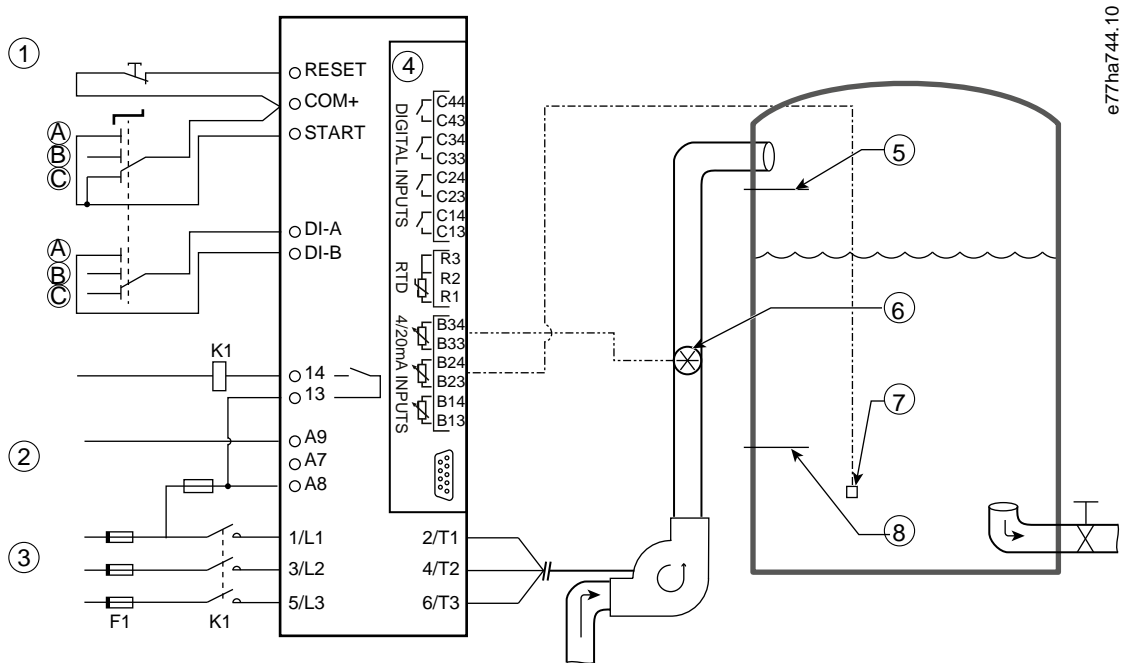 e77ha744.10
1
RESET
COM+
START
A
B
C
DI-A
DI-B
A
B
C
K1
14
13
2
A9
A7
A8
3
1/L1
3/L2
5/L3
F1
K1
2/T1
4/T2
6/T3
4
DIGITAL INPUTS
C44
C43
C34
C33
C24
C23
C14
C13
RTD
R3
R2
R1
4/20mA INPUTS
B34
B33
B24
B23
B14
B13
5
6
7
8